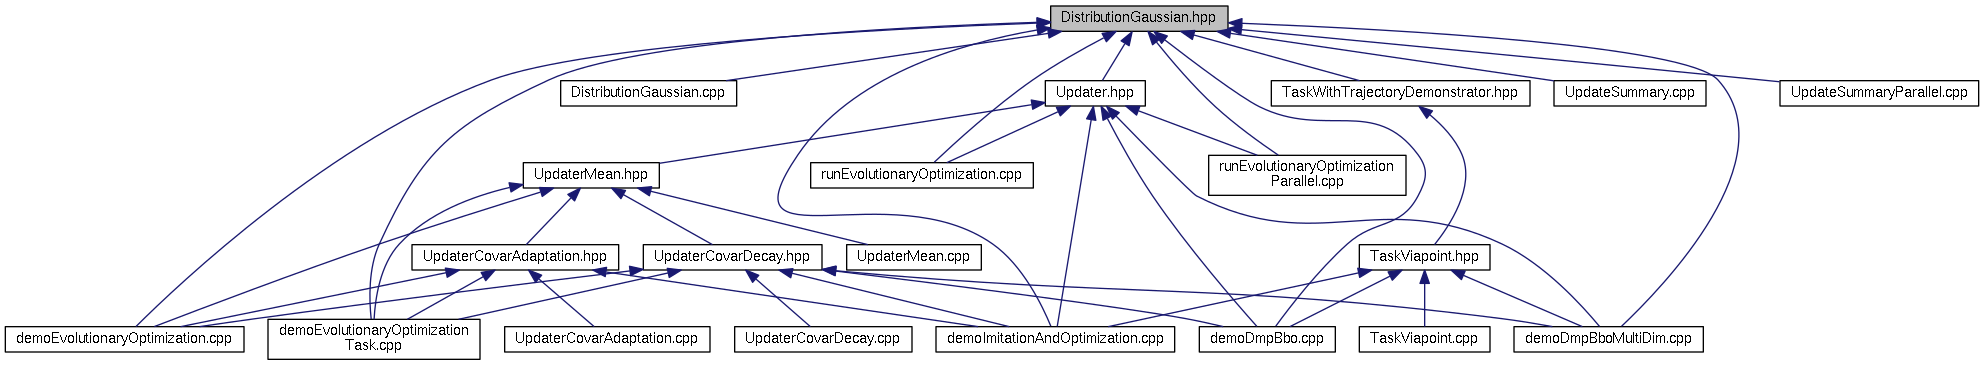 DistributionGaussian.hpp
DistributionGaussian.cpp
Updater.hpp
TaskWithTrajectoryDemonstrator.hpp
UpdateSummary.cpp
UpdateSummaryParallel.cpp
UpdaterMean.hpp
runEvolutionaryOptimization.cpp
runEvolutionaryOptimization
Parallel.cpp
UpdaterCovarAdaptation.hpp
UpdaterCovarDecay.hpp
UpdaterMean.cpp
TaskViapoint.hpp
demoEvolutionaryOptimization.cpp
demoEvolutionaryOptimization
Task.cpp
UpdaterCovarAdaptation.cpp
UpdaterCovarDecay.cpp
demoImitationAndOptimization.cpp
demoDmpBbo.cpp
TaskViapoint.cpp
demoDmpBboMultiDim.cpp